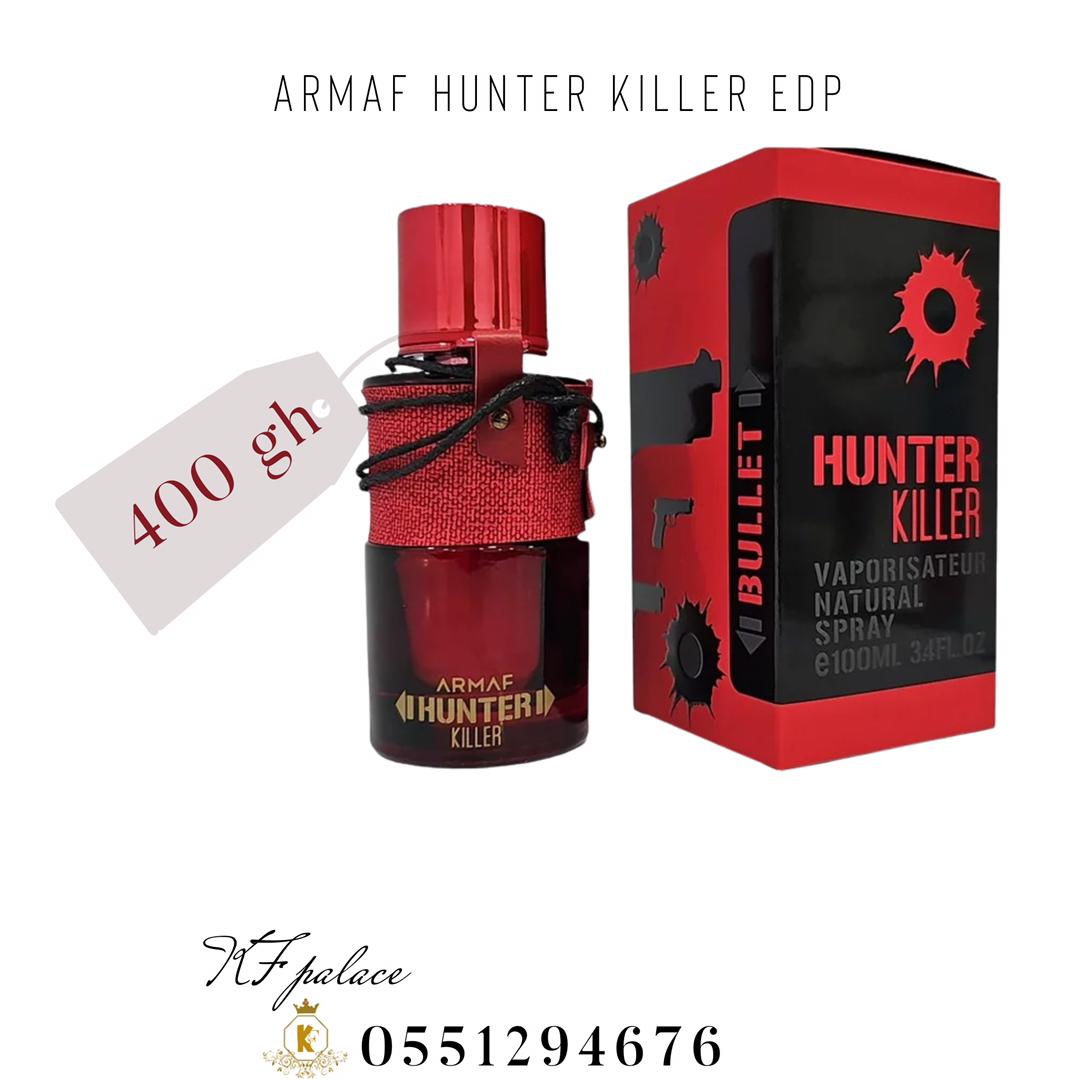 ARMAF HUNTER KILLER EDP
400 gh
ARMAF
HUNTER
KILLER
BULLET
HUNTER
KILLER
VAPORISATEUR
NATURAL
SPRAY
e100ML 3.4FL.OZ
KF palace
KF
0551294676